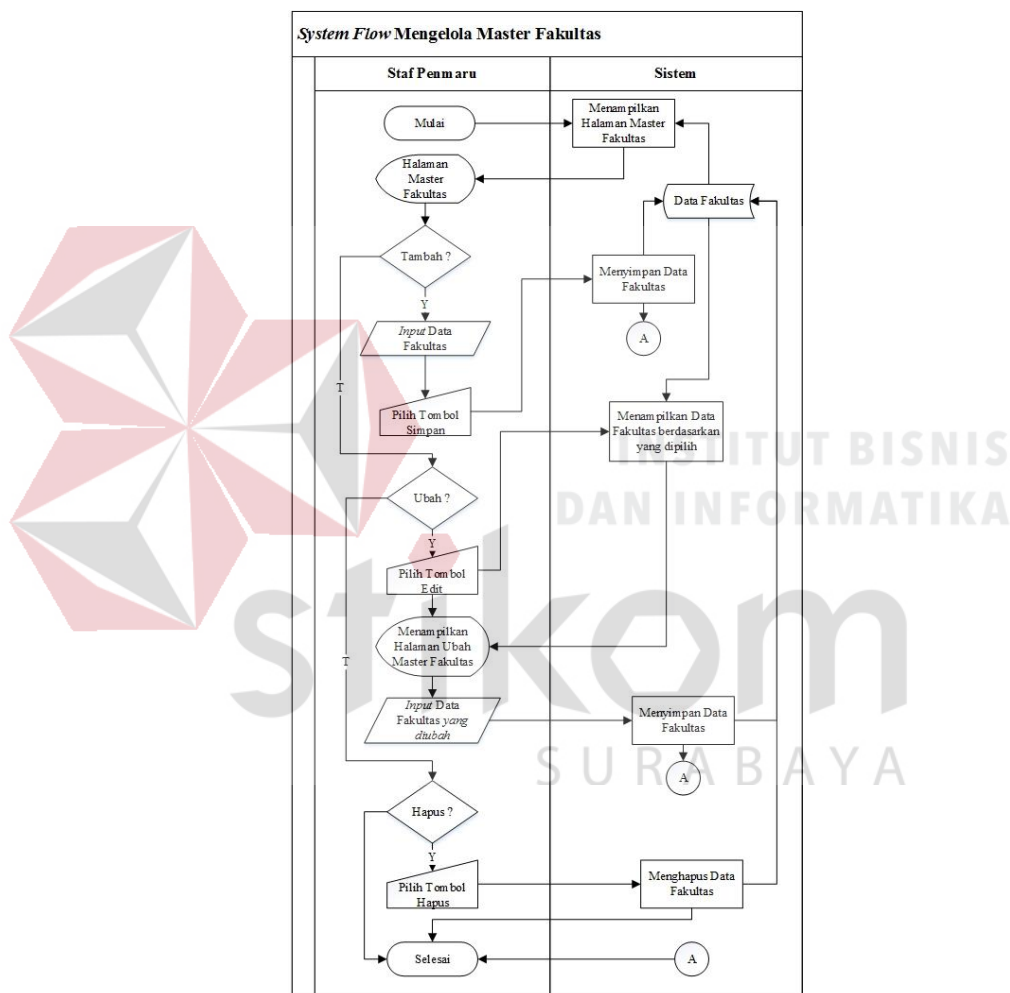 System Flow Mengelola Master Fakultas
Staf Penmaru
Sistem
Mulai
Menampilkan
Halaman Master
Fakultas
Halaman
Master
Fakultas
Data Fakultas
Tambah ?
Menyimpan Data
Fakultas
Y
A
Input Data
Fakultas
T
Pilih Tombol
Simpan
Menampilkan Data
Fakultas berdasarkan
yang dipilih
INSTITUT BISNIS
DAN INFORMATIKA
Ubah ?
Y
Pilih Tombol
Edit
stikom
Menampilkan
Halaman Ubah
Master Fakultas
T
Input Data
Fakultas yang
diubah
Menyimpan Data
Fakultas
SURABAYA
A
Hapus ?
Y
Pilih Tombol
Hapus
Menghapus Data
Fakultas
Selesai
A